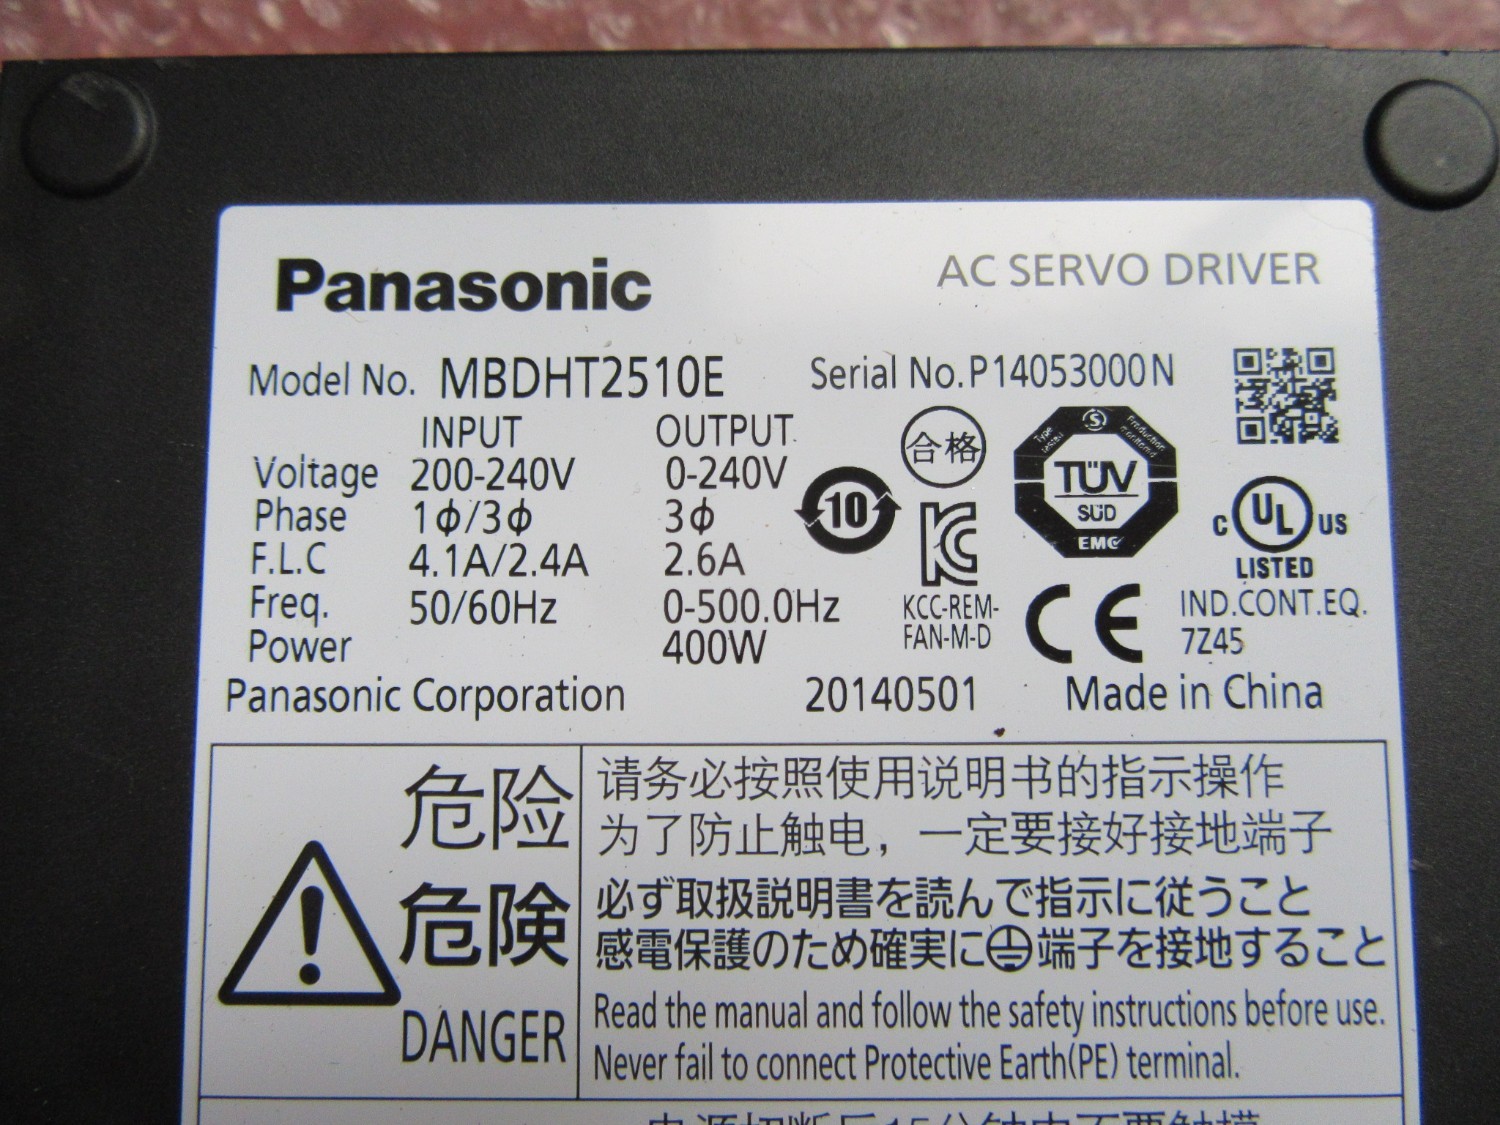 Panasonic AC SERVO DRIVER
Model No. MBDHT2510E Serial No.P14053000N
INPUT OUTPUT
Voltage 200-240V 0-240V
Phase 1ϕ/3ϕ 3ϕ
F.L.C 4.1A/2.4A 2.6A
Freq. 50/60Hz 0-500.0Hz
Power 400W
合格
10
KCC-REM-
FAN-M-D
Type tested
Production monitored
TÜV
SÜD
EMC
CE
C UL US
LISTED
IND.CONT.EQ.
7Z45
Panasonic Corporation 20140501 Made in China
危险
危険
DANGER
请务必按照使用说明书的指示操作
为了防止触电，一定要接好接地端子
必ず取扱説明書を読んで指示に従うこと
感電保護のため確実に⏚端子を接地すること
Read the manual and follow the safety instructions before use.
Never fail to connect Protective Earth(PE) terminal.